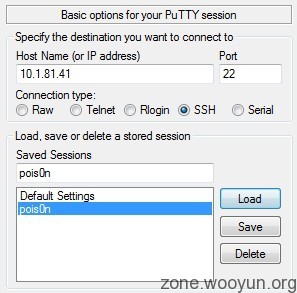 Basic options for your PuTTY session
Specify the destination you want to connect to
Host Name (or IP address) Port
10.1.81.41 22
Connection type:
Raw Telnet Rlogin SSH Serial
Load, save or delete a stored session
Saved Sessions
pois0n
Default Settings
pois0n
Load
Save
Delete
zone.wooyun.org